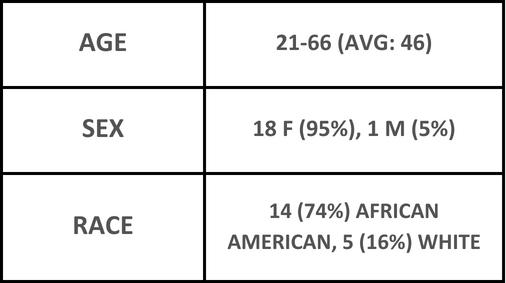 AGE
21-66 (AVG: 46)
SEX
18 F (95%), 1 M (5%)
RACE
14 (74%) AFRICAN
AMERICAN, 5 (16%) WHITE